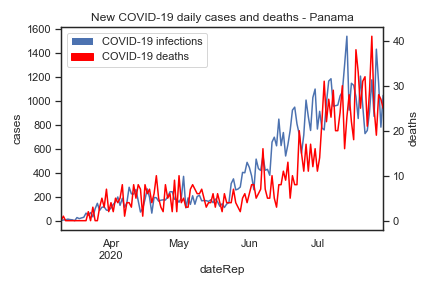 New COVID-19 daily cases and deaths - Panama
COVID-19 infections
COVID-19 deaths
1600
1400
1200
1000
800
600
400
200
0
cases
40
30
20
10
0
deaths
Apr
2020
May
Jun
Jul
dateRep